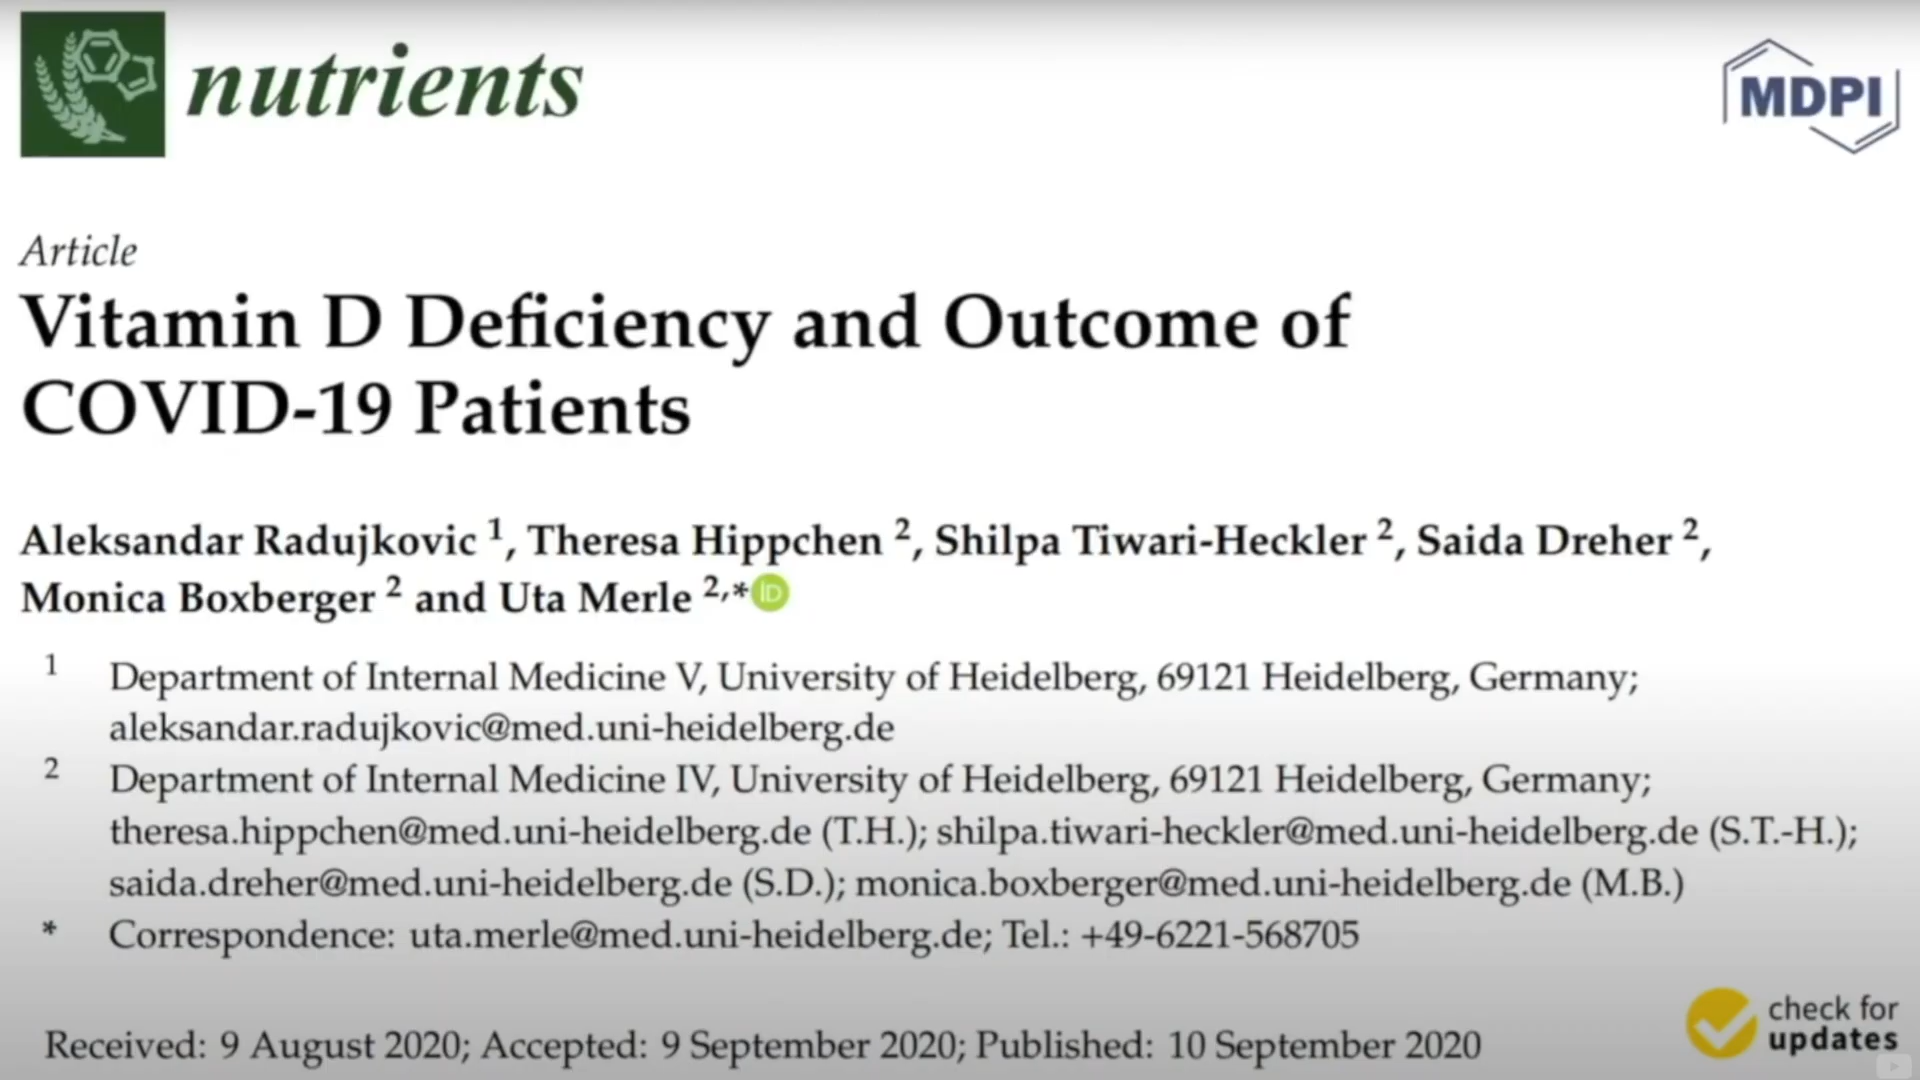 nutrients
MDPI
Article
Vitamin D Deficiency and Outcome of
COVID-19 Patients
Aleksandar Radujkovic 1, Theresa Hippchen 2, Shilpa Tiwari-Heckler 2, Saida Dreher 2,
Monica Boxberger 2 and Uta Merle 2,* iD
1 Department of Internal Medicine V, University of Heidelberg, 69121 Heidelberg, Germany;
aleksandar.radujkovic@med.uni-heidelberg.de
2 Department of Internal Medicine IV, University of Heidelberg, 69121 Heidelberg, Germany;
theresa.hippchen@med.uni-heidelberg.de (T.H.); shilpa.tiwari-heckler@med.uni-heidelberg.de (S.T.-H.);
saida.dreher@med.uni-heidelberg.de (S.D.); monica.boxberger@med.uni-heidelberg.de (M.B.)
* Correspondence: uta.merle@med.uni-heidelberg.de; Tel.: +49-6221-568705
Received: 9 August 2020; Accepted: 9 September 2020; Published: 10 September 2020
check for
updates